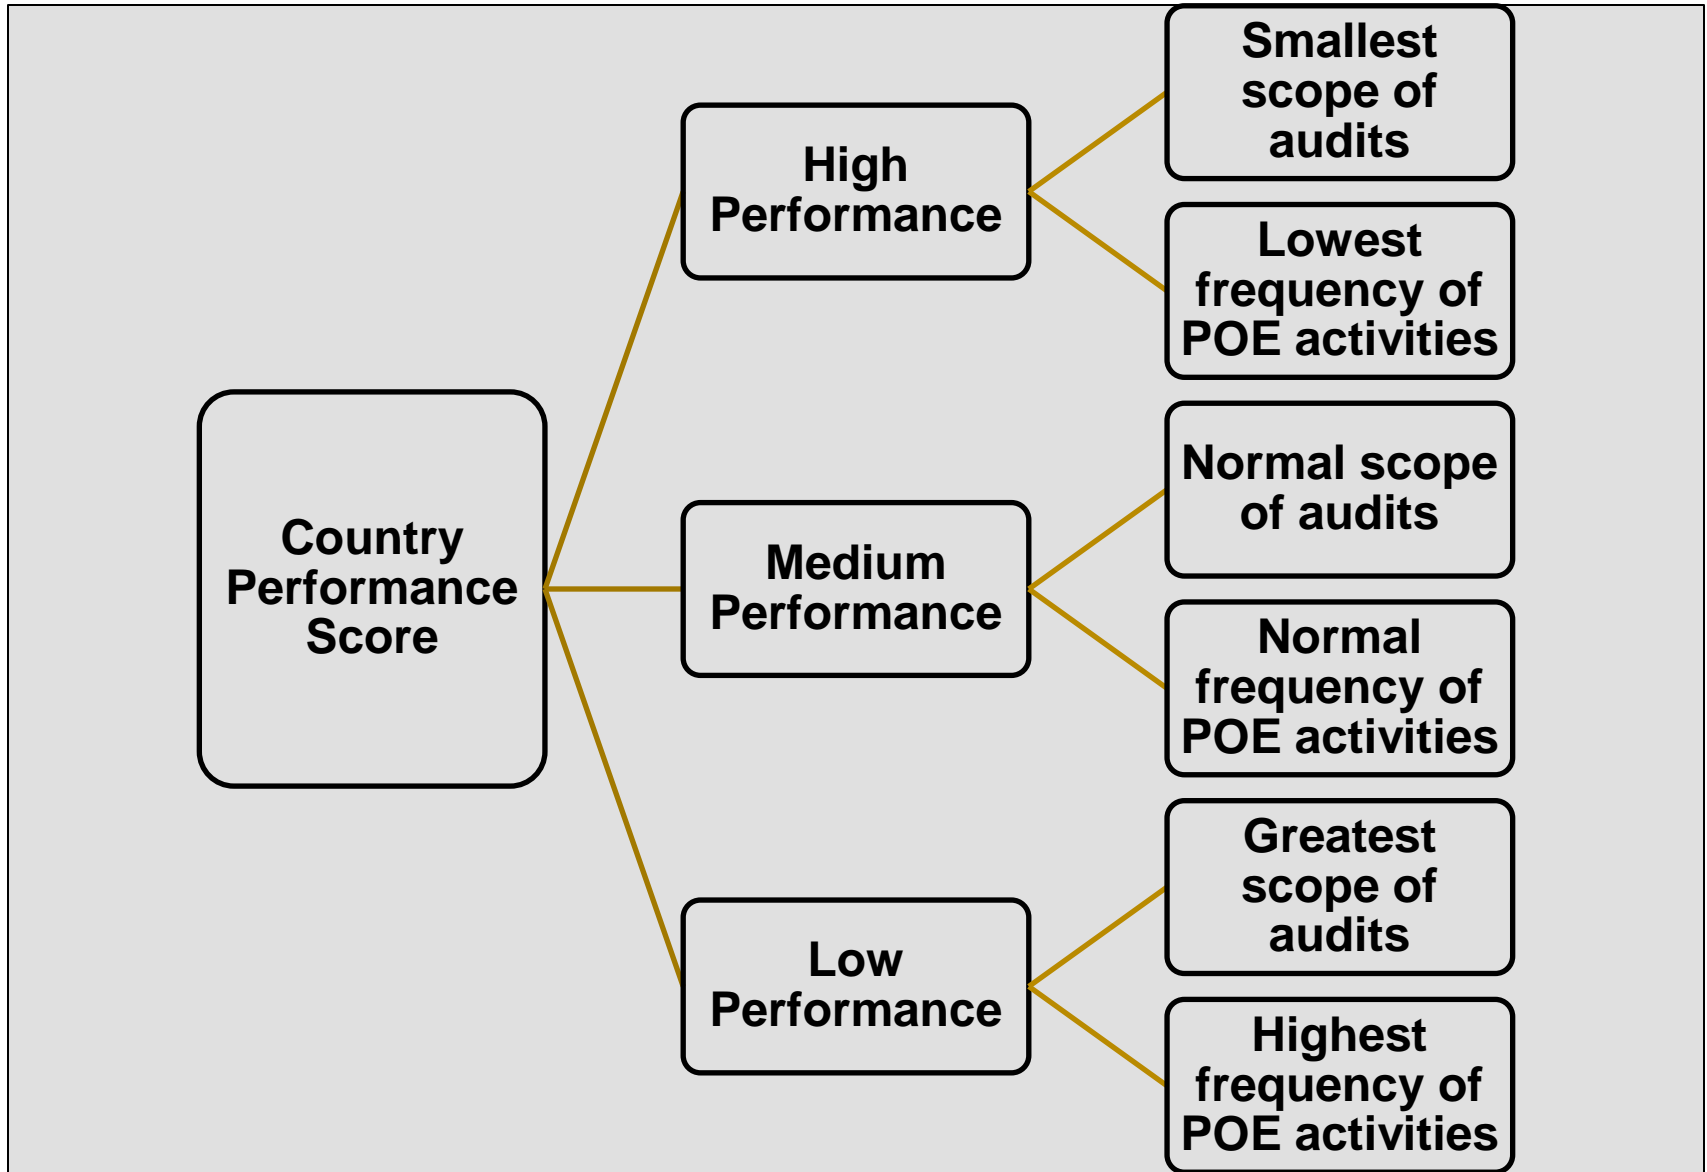 Country
Performance
Score
High
Performance
Smallest
scope of
audits
Lowest
frequency of
POE activities
Medium
Performance
Normal scope
of audits
Normal
frequency of
POE activities
Low
Performance
Greatest
scope of
audits
Highest
frequency of
POE activities